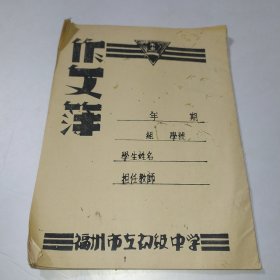 作文簿
年 期
組 學號
學生姓名
担任教師
福州市立初級中学